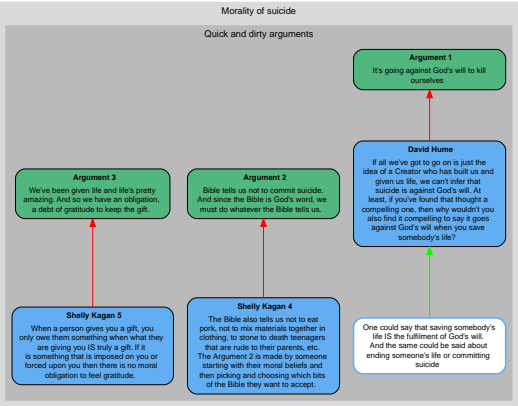 Morality of suicide
Quick and dirty arguments
Argument 1
It's going against God's will to kill
ourselves
David Hume
If all we've got to go on is just the
idea of a Creator who has built us and
given us life, we can't infer that
suicide is against God's will. At
least, if you've found that thought a
compelling one, then why wouldn't you
also find it compelling to say it goes
against God's will when you save
somebody's life?
Argument 3
We've been given life and life's pretty
amazing. And so we have an obligation,
a debt of gratitude to keep the gift.
Argument 2
Bible tells us not to commit suicide.
And since the Bible is God's word, we
must do whatever the Bible tells us.
Shelly Kagan 5
When a person gives you a gift, you
only owe them something when what they
are giving you IS truly a gift. If it
is something that is imposed on you or
forced upon you then there is no moral
obligation to feel gratitude.
Shelly Kagan 4
The Bible also tells us not to eat
pork, not to mix materials together in
clothing, to stone to death teenagers
that are rude to their parents, etc.
The Argument 2 is made by someone
starting with their moral beliefs and
then picking and choosing which bits
of the Bible they want to accept.
One could say that saving somebody's
life IS the fulfilment of God's will.
And the same could be said about
ending someone's life or committing
suicide